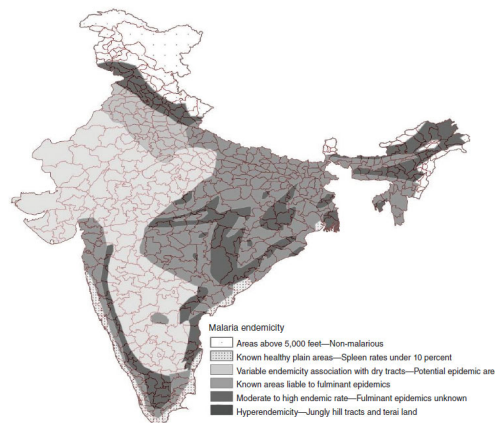 Malaria endemicity
Areas above 5,000 feet—Non-malarious
Known healthy plain areas—Spleen rates under 10 percent
Variable endemicity association with dry tracts—Potential epidemic are
Known areas liable to fulminant epidemics
Moderate to high endemic rate—Fulminant epidemics unknown
Hyperendemicity—Jungly hill tracts and terai land